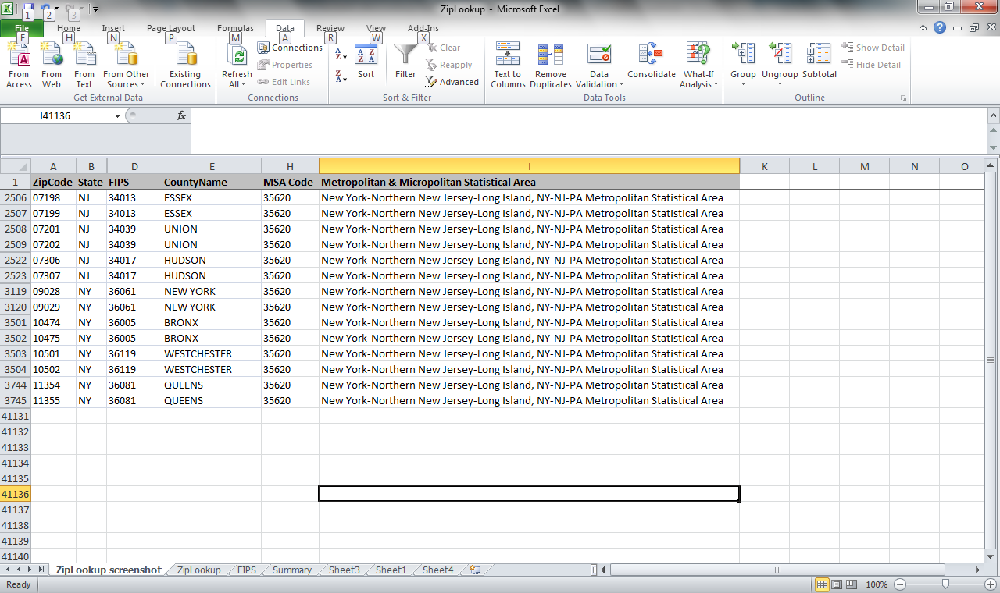 ZipLookup - Microsoft Excel
1 2 3
File Home Insert Page Layout Formulas Data Review View Add-Ins
F H N P M A R W X
From Access
From Web
From Text
From Other Sources
Existing Connections
Get External Data
Refresh All
Connections
Properties
Edit Links
Connections
Sort
Filter
Clear
Reapply
Advanced
Sort & Filter
Text to Columns
Remove Duplicates
Data Validation
Consolidate
What-If Analysis
Data Tools
Group
Ungroup
Subtotal
Show Detail
Hide Detail
Outline
I41136 fx
A B D E H I K L M N O
1 ZipCode State FIPS CountyName MSA Code Metropolitan & Micropolitan Statistical Area
2506 07198 NJ 34013 ESSEX 35620 New York-Northern New Jersey-Long Island, NY-NJ-PA Metropolitan Statistical Area
2507 07199 NJ 34013 ESSEX 35620 New York-Northern New Jersey-Long Island, NY-NJ-PA Metropolitan Statistical Area
2508 07201 NJ 34039 UNION 35620 New York-Northern New Jersey-Long Island, NY-NJ-PA Metropolitan Statistical Area
2509 07202 NJ 34039 UNION 35620 New York-Northern New Jersey-Long Island, NY-NJ-PA Metropolitan Statistical Area
2522 07306 NJ 34017 HUDSON 35620 New York-Northern New Jersey-Long Island, NY-NJ-PA Metropolitan Statistical Area
2523 07307 NJ 34017 HUDSON 35620 New York-Northern New Jersey-Long Island, NY-NJ-PA Metropolitan Statistical Area
3119 09028 NY 36061 NEW YORK 35620 New York-Northern New Jersey-Long Island, NY-NJ-PA Metropolitan Statistical Area
3120 09029 NY 36061 NEW YORK 35620 New York-Northern New Jersey-Long Island, NY-NJ-PA Metropolitan Statistical Area
3501 10474 NY 36005 BRONX 35620 New York-Northern New Jersey-Long Island, NY-NJ-PA Metropolitan Statistical Area
3502 10475 NY 36005 BRONX 35620 New York-Northern New Jersey-Long Island, NY-NJ-PA Metropolitan Statistical Area
3503 10501 NY 36119 WESTCHESTER 35620 New York-Northern New Jersey-Long Island, NY-NJ-PA Metropolitan Statistical Area
3504 10502 NY 36119 WESTCHESTER 35620 New York-Northern New Jersey-Long Island, NY-NJ-PA Metropolitan Statistical Area
3744 11354 NY 36081 QUEENS 35620 New York-Northern New Jersey-Long Island, NY-NJ-PA Metropolitan Statistical Area
3745 11355 NY 36081 QUEENS 35620 New York-Northern New Jersey-Long Island, NY-NJ-PA Metropolitan Statistical Area
41131
41132
41133
41134
41135
41136
41137
41138
41139
41140
ZipLookup screenshot ZipLookup FIPS Summary Sheet3 Sheet1 Sheet4
Ready 100%